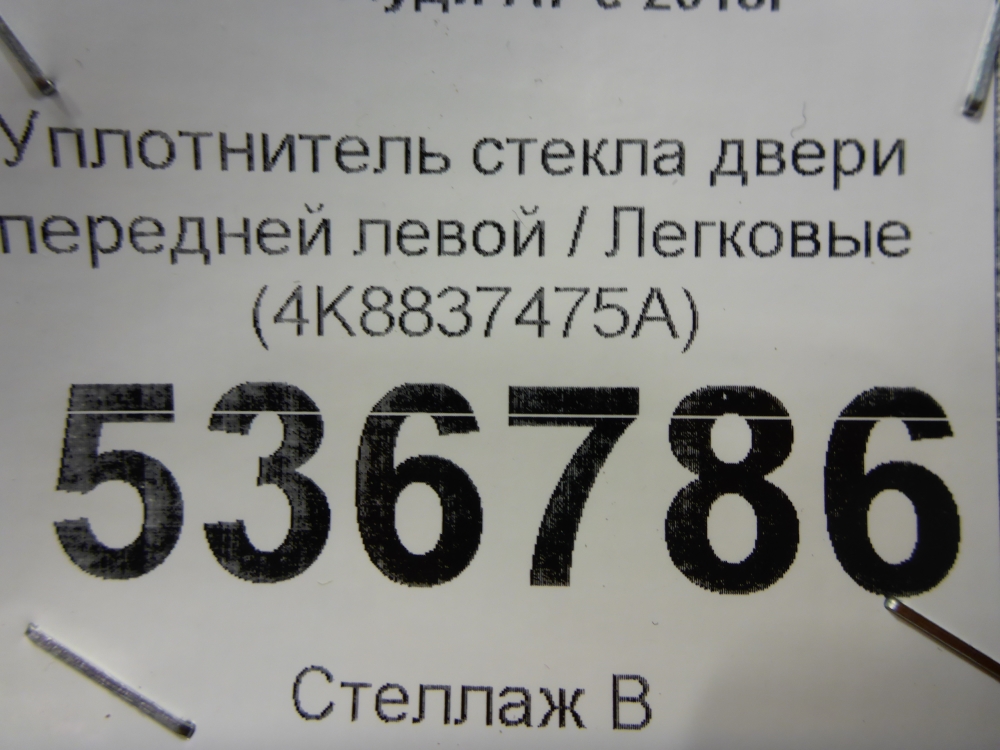 Уплотнитель стекла двери
передней левой / Легковые
(4K8837475A)
536786
Стеллаж В